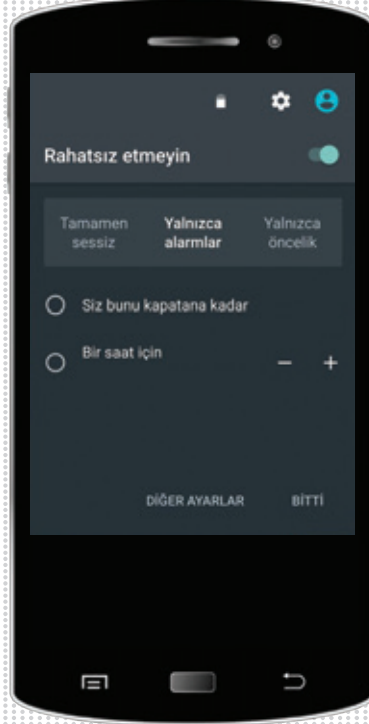 Rahatsız etmeyin
Tamamen Yalnızca Yalnızca
sessiz alarmlar öncelik
Siz bunu kapatana kadar
Bir saat için
− +
DİĞER AYARLAR BİTTİ